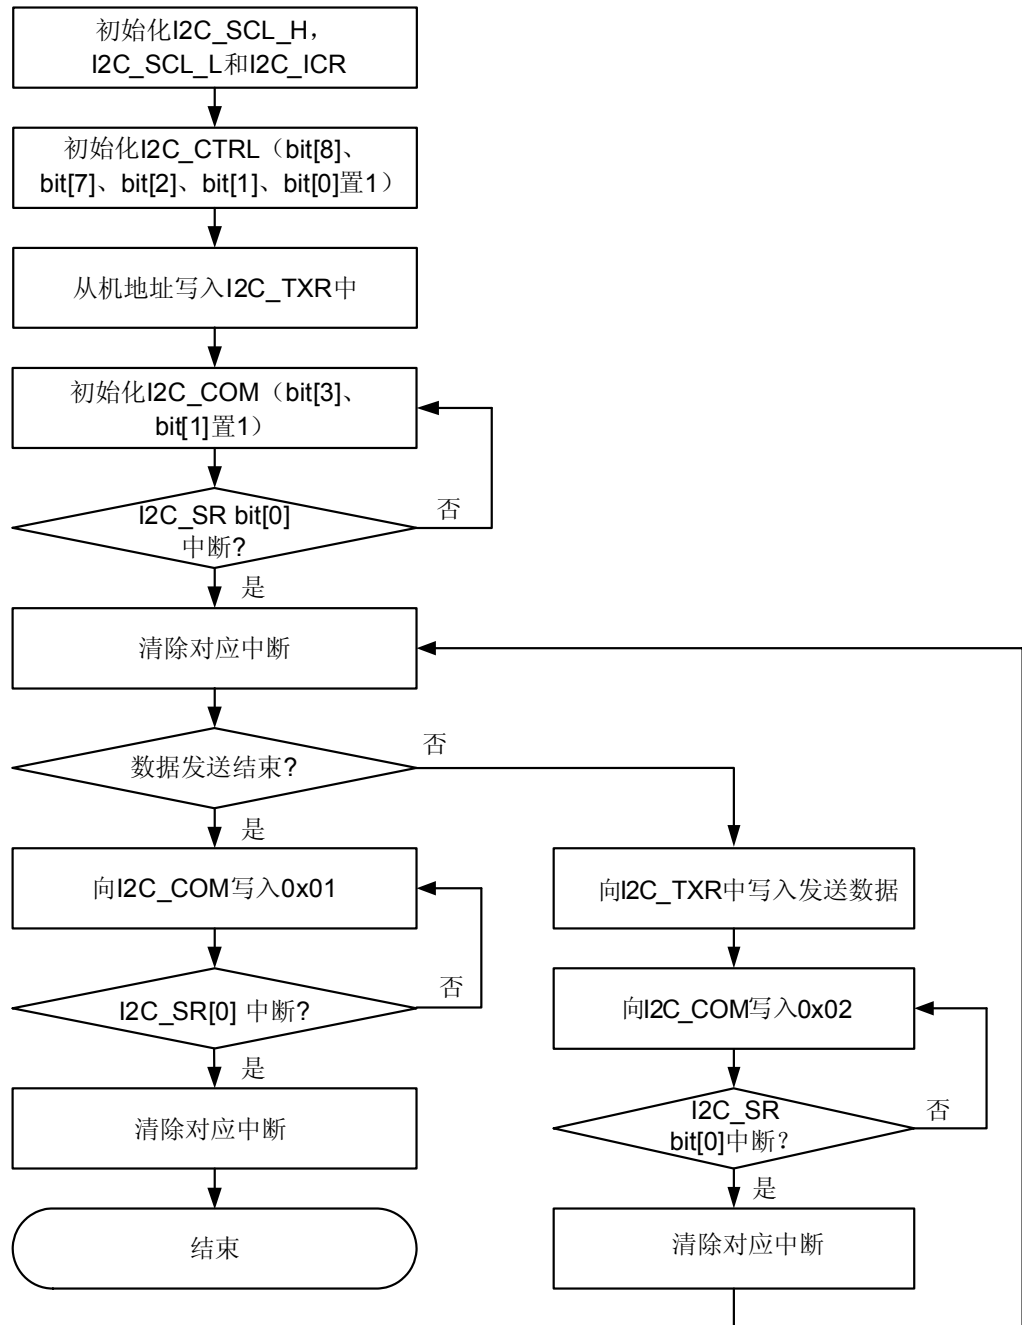 初始化I2C_SCL_H，
I2C_SCL_L和I2C_ICR
初始化I2C_CTRL（bit[8]、
bit[7]、bit[2]、bit[1]、bit[0]置1）
从机地址写入I2C_TXR中
初始化I2C_COM（bit[3]、
bit[1]置1）
I2C_SR bit[0]
中断?
否
是
清除对应中断
数据发送结束?
否
是
向I2C_COM写入0x01
I2C_SR[0] 中断?
否
是
清除对应中断
结束
向I2C_TXR中写入发送数据
向I2C_COM写入0x02
I2C_SR
bit[0]中断？
否
是
清除对应中断